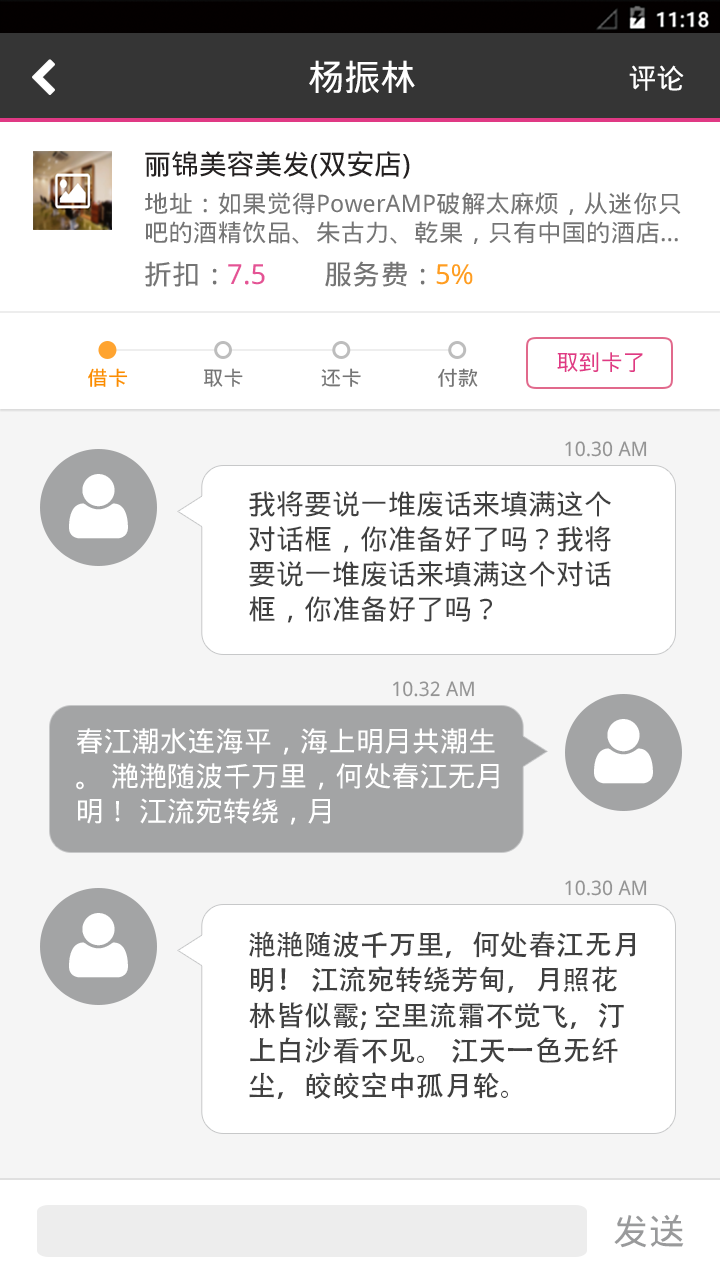 11:18
杨振林
评论
丽锦美容美发(双安店)
地址：如果觉得PowerAMP破解太麻烦，从迷你只
吧的酒精饮品、朱古力、乾果，只有中国的酒店...
折扣：7.5 服务费：5%
借卡 取卡 还卡 付款 取到卡了
10.30 AM
我将要说一堆废话来填满这个
对话框，你准备好了吗？我将
要说一堆废话来填满这个对话
框，你准备好了吗？
10.32 AM
春江潮水连海平，海上明月共潮生
。 滟滟随波千万里，何处春江无月
明！ 江流宛转绕，月
10.30 AM
滟滟随波千万里，何处春江无月
明！ 江流宛转绕芳甸，月照花
林皆似霰; 空里流霜不觉飞，汀
上白沙看不见。 江天一色无纤
尘，皎皎空中孤月轮。
发送